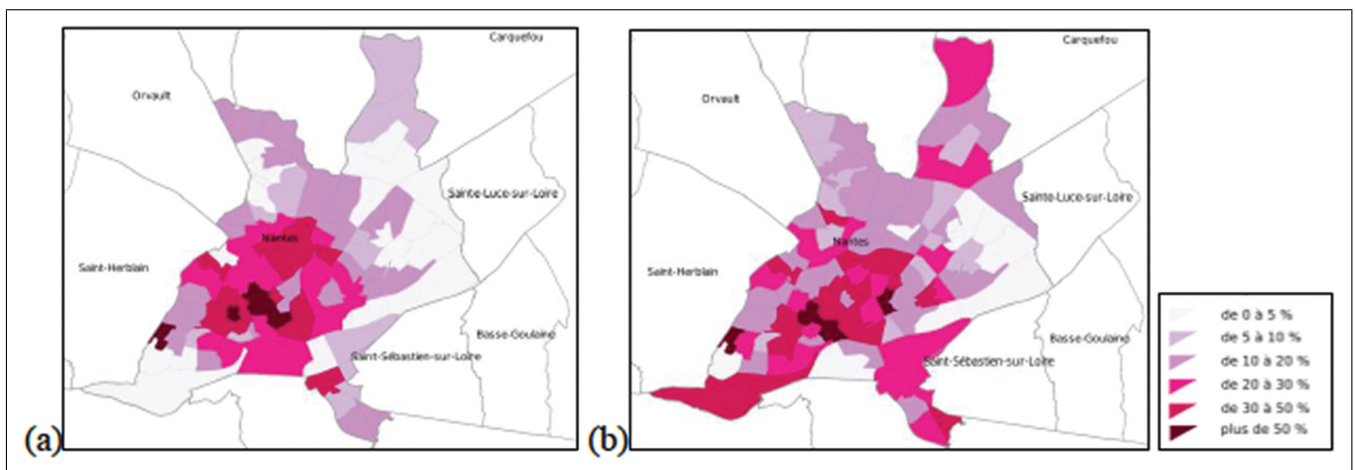 Carquefou
Orvault
Sainte-Luce-sur-Loire
Nantes
Saint-Herblain
Basse-Goulaine
Saint-Sébastien-sur-Loire
(a)
Carquefou
Orvault
Sainte-Luce-sur-Loire
Nantes
Saint-Herblain
Basse-Goulaine
Saint-Sébastien-sur-Loire
(b)
de 0 à 5 %
de 5 à 10 %
de 10 à 20 %
de 20 à 30 %
de 30 à 50 %
plus de 50 %